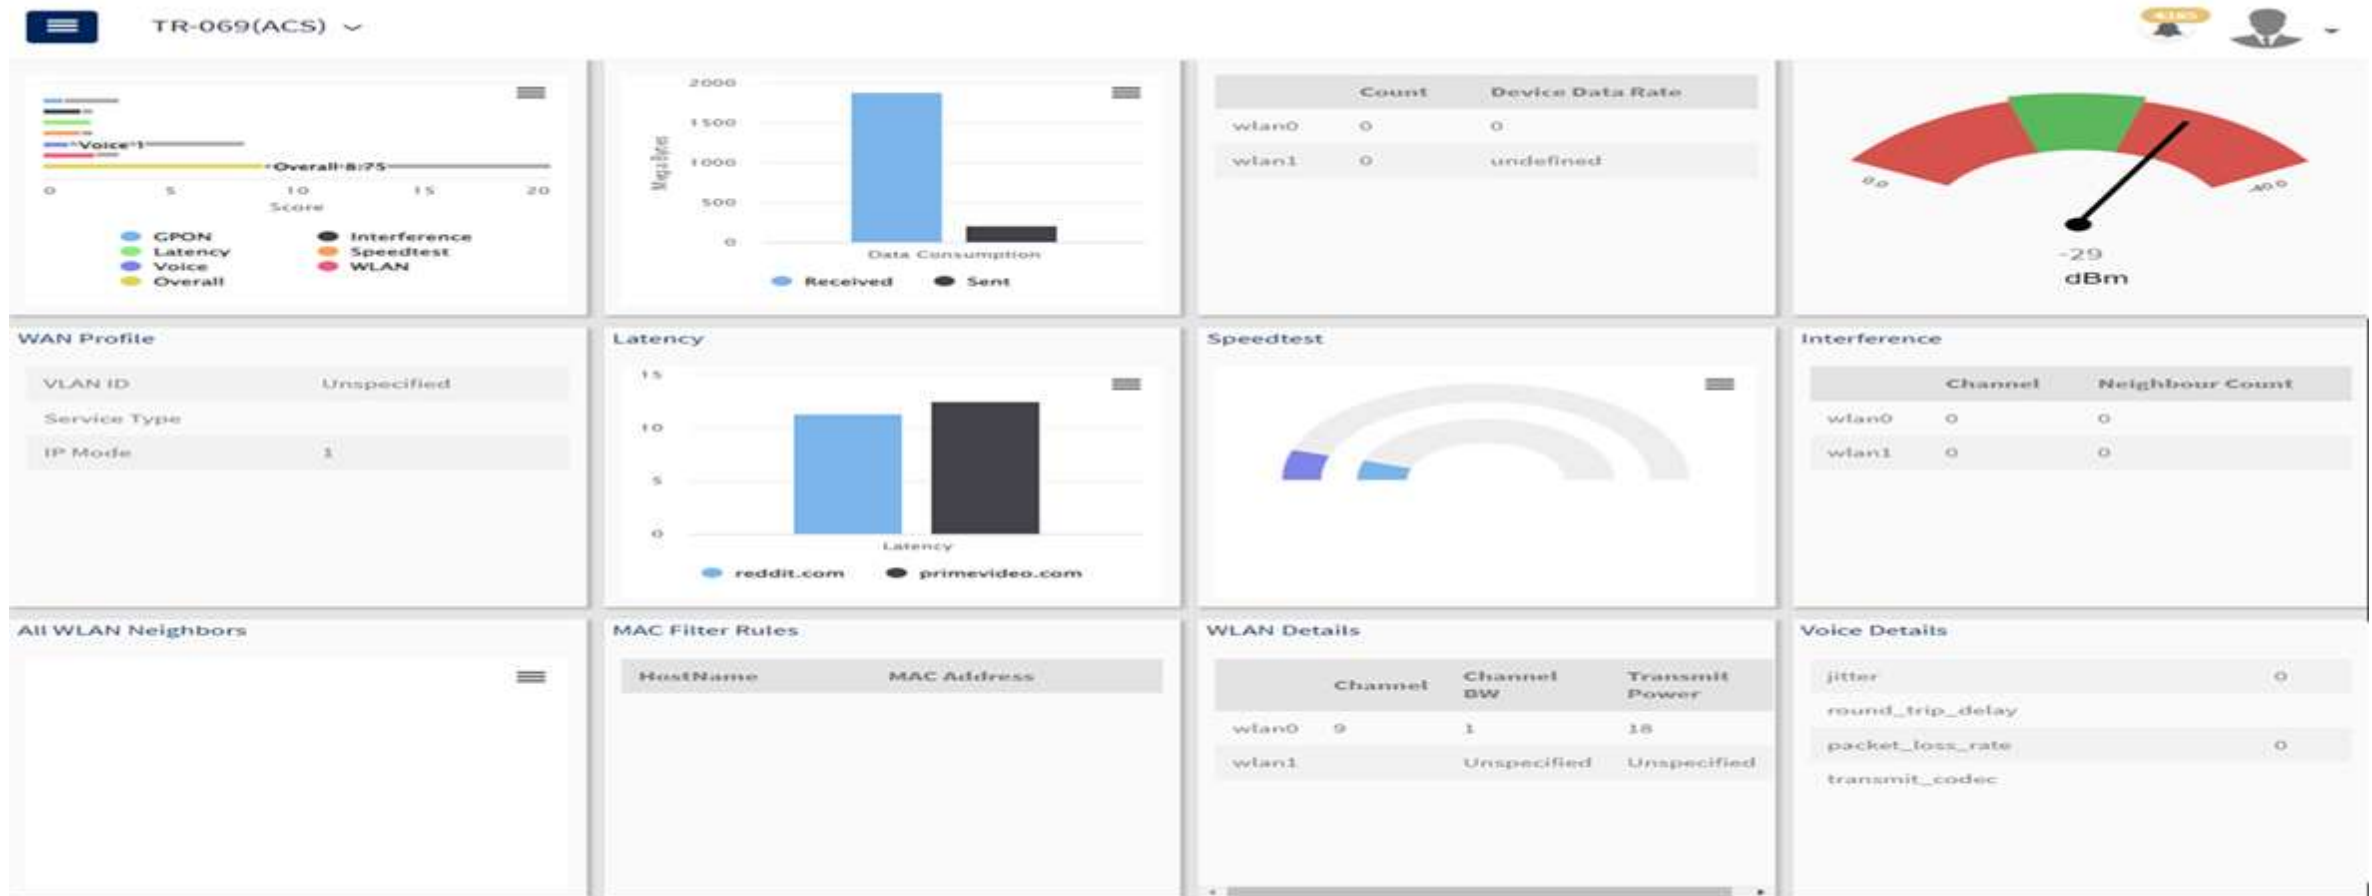 TR-069(ACS)
Voice 1
Overall 8.75
0 5 10 15 20
Score
GPON Interference
Latency Speedtest
Voice WLAN
Overall
2000
1500
1000
500
0
Mega Bytes
Data Consumption
Received Sent
Count Device Data Rate
wlan0 0 0
wlan1 0 undefined
0.0
-29
dBm
WAN Profile
VLAN ID Unspecified
Service Type
IP Mode 1
Latency
15
10
5
0
Latency
reddit.com primevideo.com
Speedtest
Interference
Channel Neighbour Count
wlan0 0 0
wlan1 0 0
All WLAN Neighbors
MAC Filter Rules
HostName MAC Address
WLAN Details
Channel Channel BW Transmit Power
wlan0 9 1 18
wlan1 Unspecified Unspecified
Voice Details
jitter 0
round_trip_delay
packet_loss_rate 0
transmit_codec